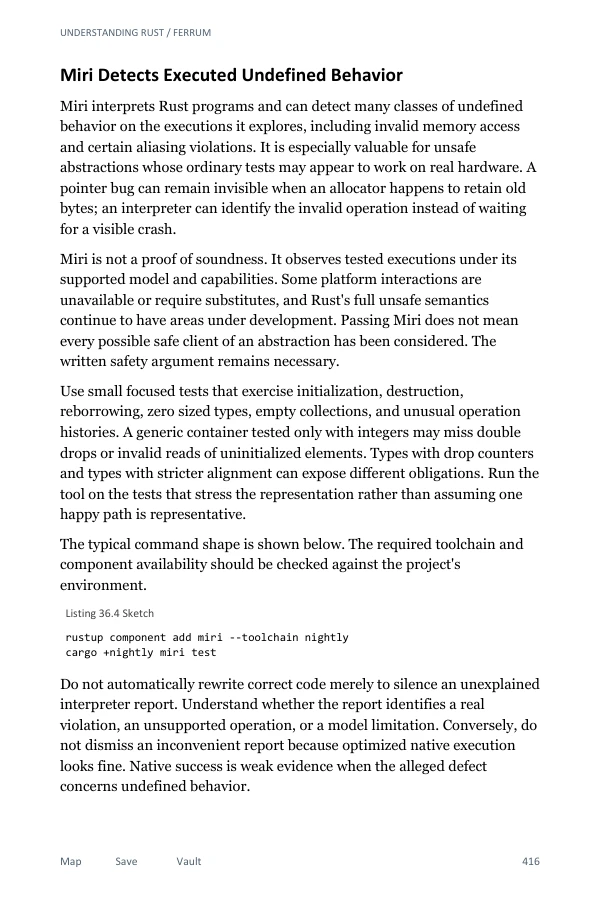 UNDERSTANDING RUST / FERRUM
Miri Detects Executed Undefined Behavior
Miri interprets Rust programs and can detect many classes of undefined
behavior on the executions it explores, including invalid memory access
and certain aliasing violations. It is especially valuable for unsafe
abstractions whose ordinary tests may appear to work on real hardware. A
pointer bug can remain invisible when an allocator happens to retain old
bytes; an interpreter can identify the invalid operation instead of waiting
for a visible crash.
Miri is not a proof of soundness. It observes tested executions under its
supported model and capabilities. Some platform interactions are
unavailable or require substitutes, and Rust's full unsafe semantics
continue to have areas under development. Passing Miri does not mean
every possible safe client of an abstraction has been considered. The
written safety argument remains necessary.
Use small focused tests that exercise initialization, destruction,
reborrowing, zero sized types, empty collections, and unusual operation
histories. A generic container tested only with integers may miss double
drops or invalid reads of uninitialized elements. Types with drop counters
and types with stricter alignment can expose different obligations. Run the
tool on the tests that stress the representation rather than assuming one
happy path is representative.
The typical command shape is shown below. The required toolchain and
component availability should be checked against the project's
environment.
Listing 36.4 Sketch
rustup component add miri --toolchain nightly
cargo +nightly miri test
Do not automatically rewrite correct code merely to silence an unexplained
interpreter report. Understand whether the report identifies a real
violation, an unsupported operation, or a model limitation. Conversely, do
not dismiss an inconvenient report because optimized native execution
looks fine. Native success is weak evidence when the alleged defect
concerns undefined behavior.
Map Save Vault 416